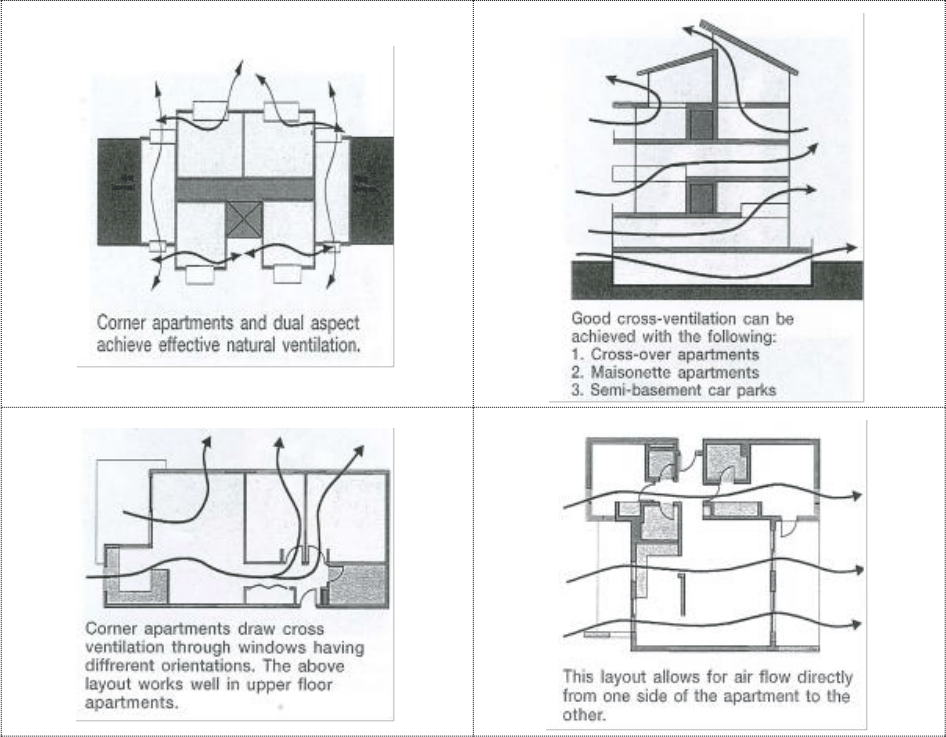 Corner apartments and dual aspect
achieve effective natural ventilation.
Good cross-ventilation can be
achieved with the following:
1. Cross-over apartments
2. Maisonette apartments
3. Semi-basement car parks
Corner apartments draw cross
ventilation through windows having
diffrerent orientations. The above
layout works well in upper floor
apartments.
This layout allows for air flow directly
from one side of the apartment to the
other.